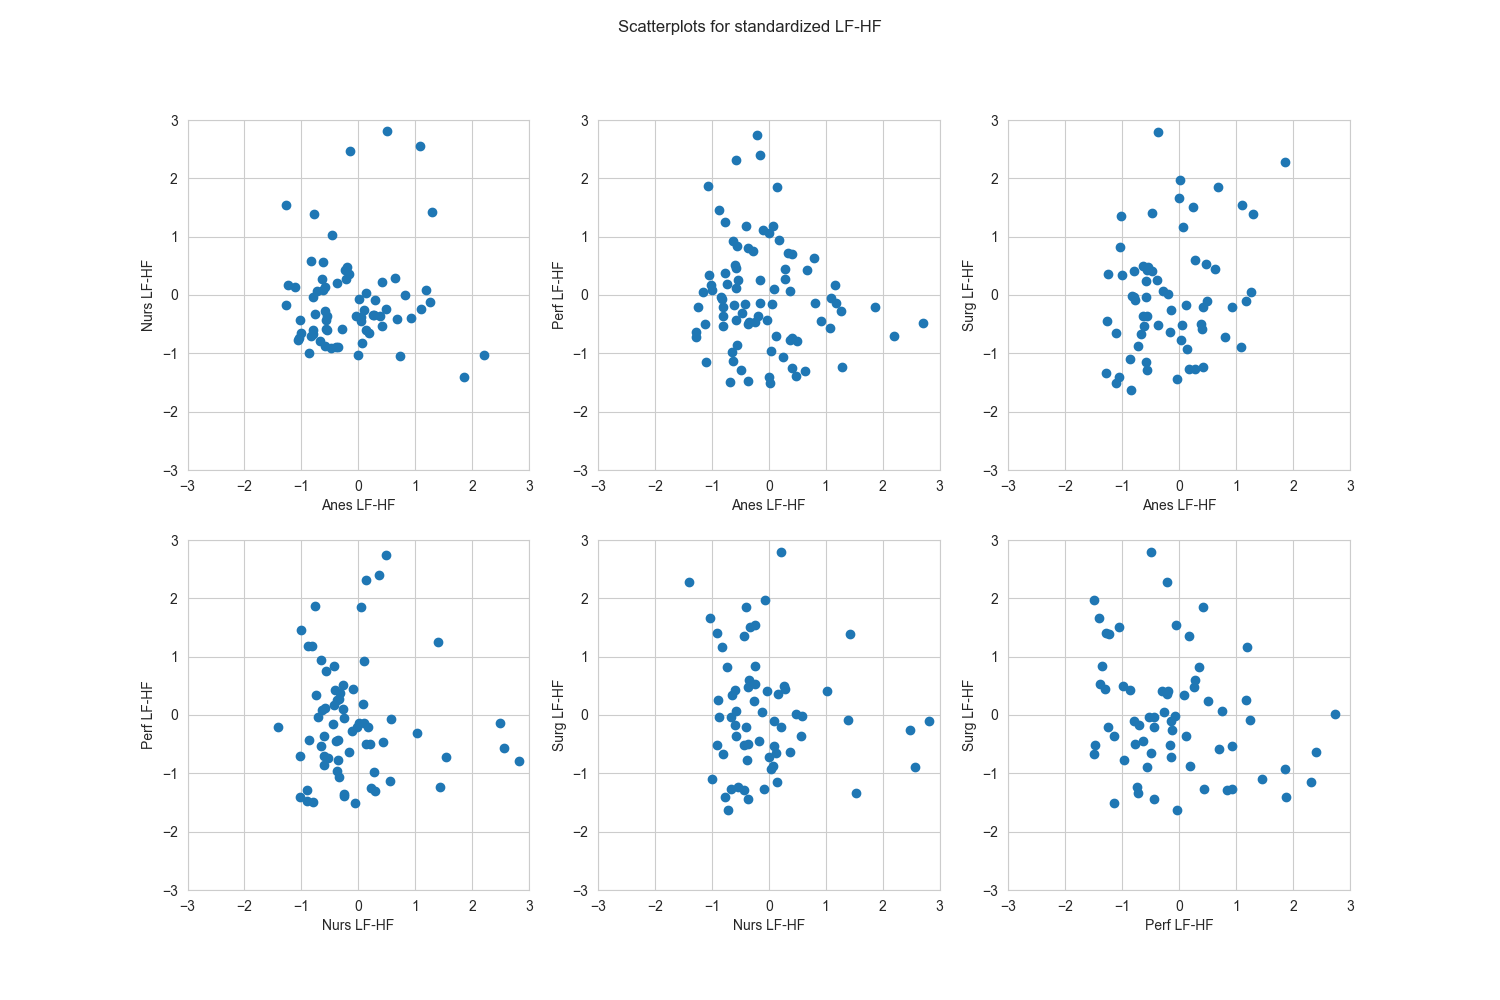 Scatterplots for standardized LF-HF
3
2
1
0
−1
−2
−3
Nurs LF-HF
−3 −2 −1 0 1 2 3
Anes LF-HF
3
2
1
0
−1
−2
−3
Perf LF-HF
−3 −2 −1 0 1 2 3
Anes LF-HF
3
2
1
0
−1
−2
−3
Surg LF-HF
−3 −2 −1 0 1 2 3
Anes LF-HF
3
2
1
0
−1
−2
−3
Perf LF-HF
−3 −2 −1 0 1 2 3
Nurs LF-HF
3
2
1
0
−1
−2
−3
Surg LF-HF
−3 −2 −1 0 1 2 3
Nurs LF-HF
3
2
1
0
−1
−2
−3
Surg LF-HF
−3 −2 −1 0 1 2 3
Perf LF-HF